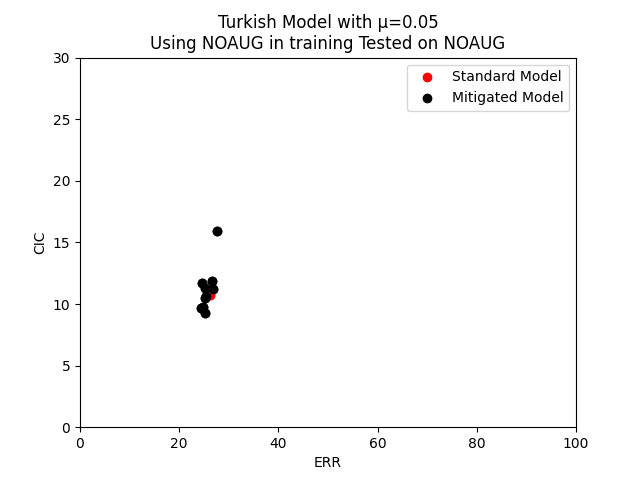 Turkish Model with μ=0.05
Using NOAUG in training Tested on NOAUG
Standard Model
Mitigated Model
30
25
20
15
10
5
0
CIC
0 20 40 60 80 100
ERR